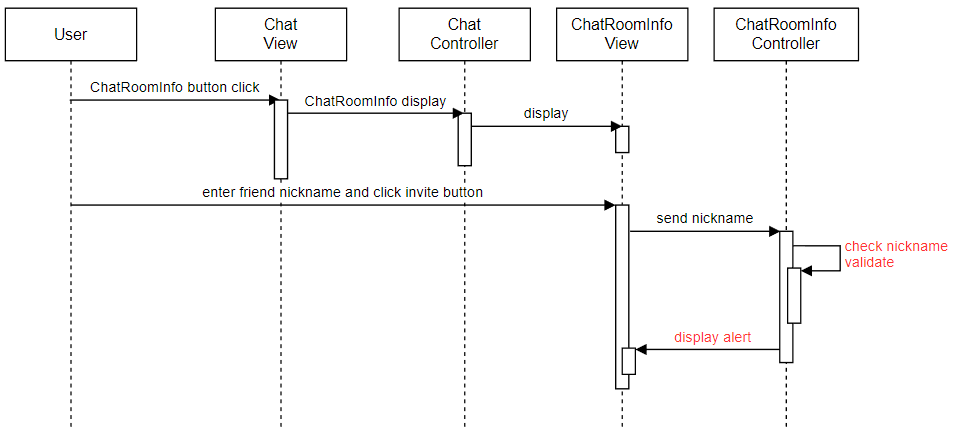 User
Chat
View
Chat
Controller
ChatRoomInfo
View
ChatRoomInfo
Controller
ChatRoomInfo button click
ChatRoomInfo display
display
enter friend nickname and click invite button
send nickname
check nickname
validate
display alert